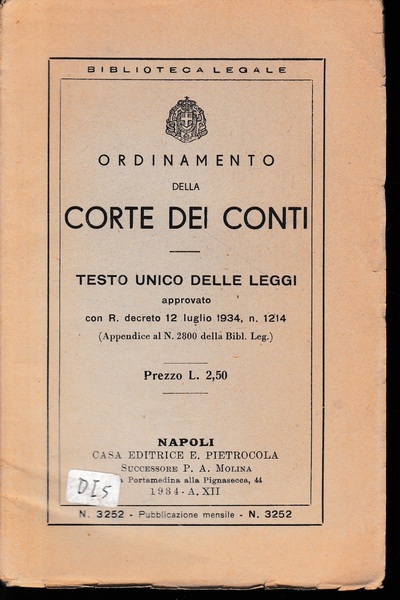 BIBLIOTECA LEGALE
ORDINAMENTO
DELLA
CORTE DEI CONTI
TESTO UNICO DELLE LEGGI
approvato
con R. decreto 12 luglio 1934, n. 1214
(Appendice al N. 2800 della Bibl. Leg.)
Prezzo L. 2,50
NAPOLI
CASA EDITRICE E. PIETROCOLA
SUCCESSORE P. A. MOLINA
Portamedina alla Pignasecca, 44
1934 - A. XII
DIS
N. 3252 - Pubblicazione mensile - N. 3252